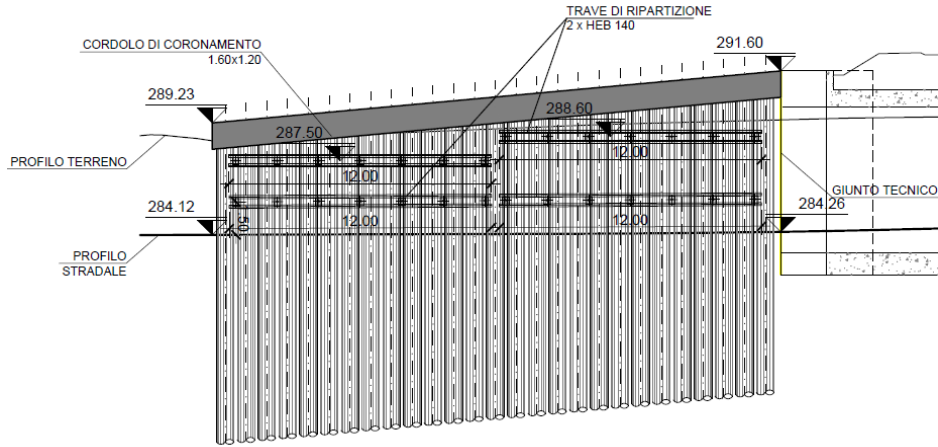 TRAVE DI RIPARTIZIONE
2 x HEB 140
CORDOLO DI CORONAMENTO
1.60x1.20
291.60
289.23
288.60
287.50
PROFILO TERRENO
12.00
12.00
GIUNTO TECNICO
284.12
284.26
12.00
12.00
.50
PROFILO
STRADALE